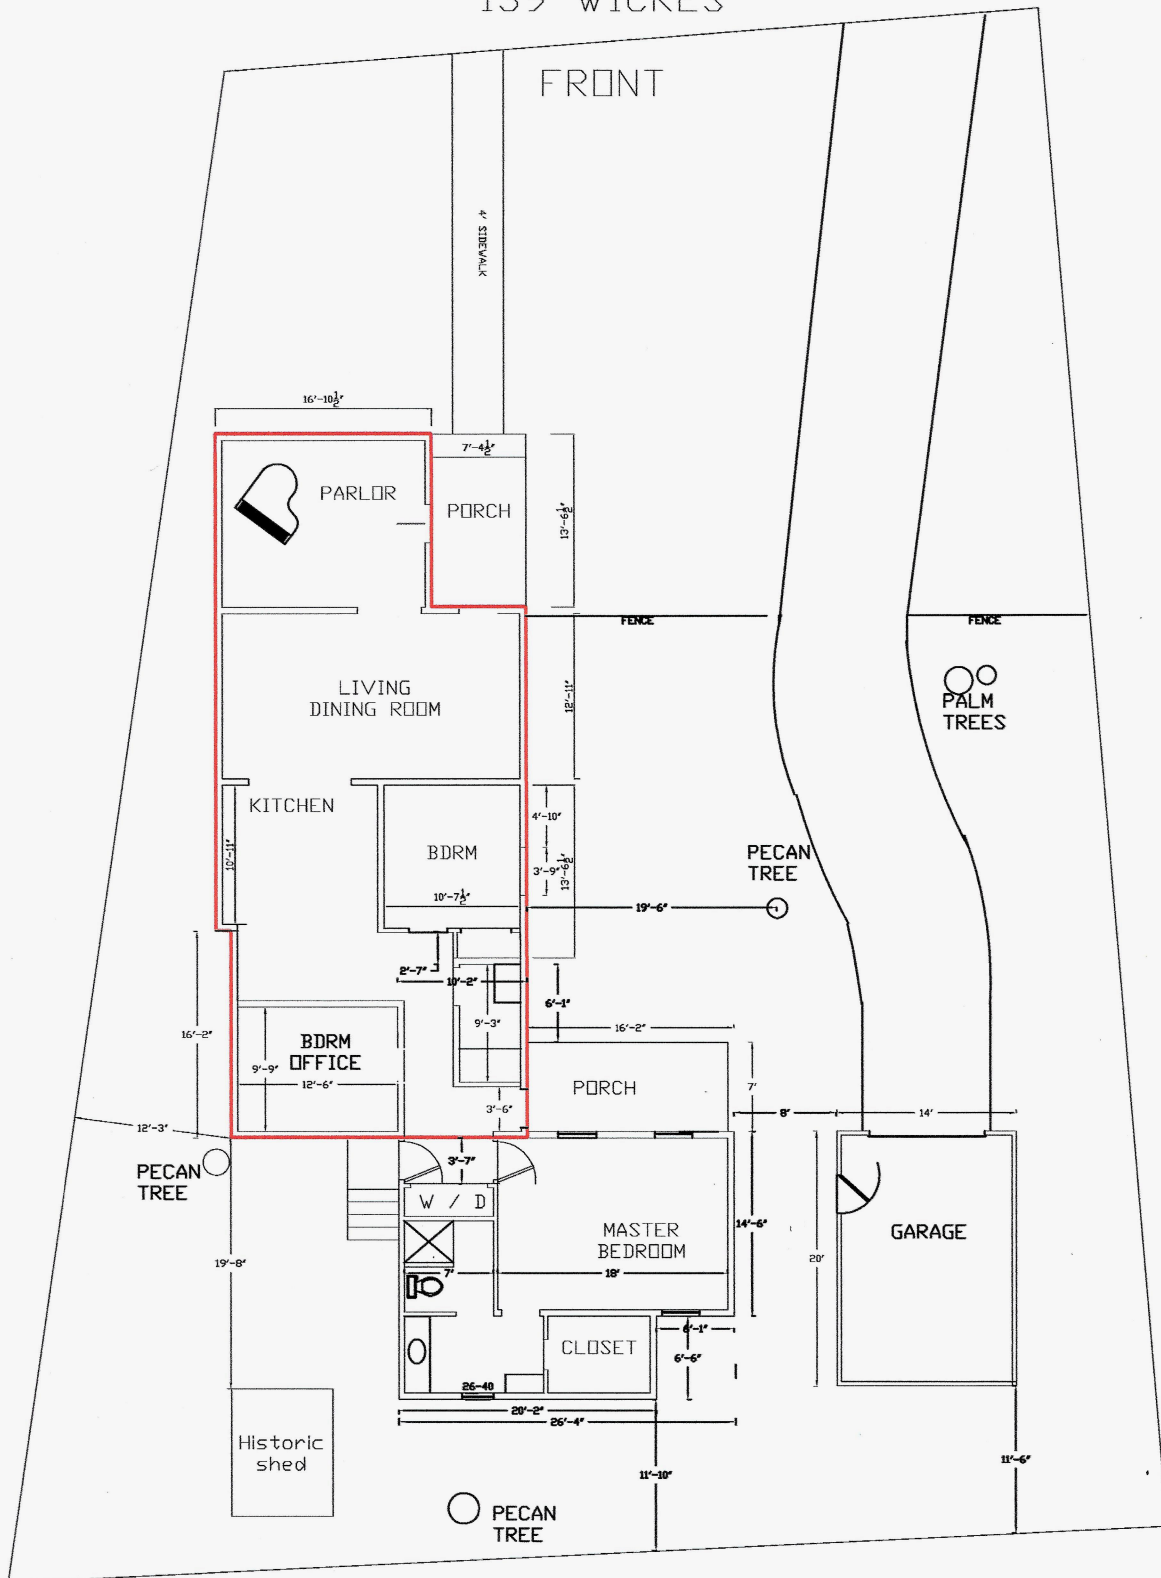 139 WICKES
FRONT
4' SIDEWALK
16'-10½"
7'-4½"
PARLOR
PORCH
13'-6½"
FENCE
FENCE
LIVING
DINING ROOM
12'-11"
PALM
TREES
KITCHEN
4'-10"
10'-11"
BDRM
3'-9"
13'-6½"
PECAN
TREE
10'-7½"
19'-6"
2'-7"
10'-2"
6'-1"
16'-2"
9'-3"
16'-2"
BDRM
OFFICE
9'-9"
12'-6"
PORCH
7'
3'-6"
8'
14'
12'-3"
3'-7"
PECAN
TREE
W / D
MASTER
BEDROOM
14'-6"
GARAGE
19'-8"
7'
18'
20'
6'-1"
CLOSET
6'-6"
26-40
20'-2"
26'-4"
Historic
shed
11'-10"
11'-6"
PECAN
TREE